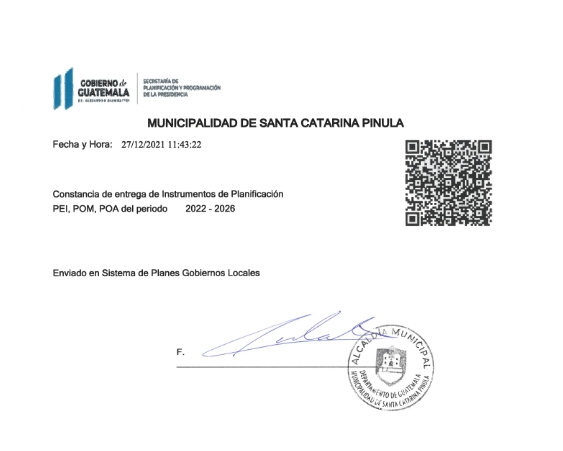 GOBIERNO de
GUATEMALA
DR. ALEJANDRO GIAMMATTEI
SECRETARÍA DE
PLANIFICACIÓN Y PROGRAMACIÓN
DE LA PRESIDENCIA
MUNICIPALIDAD DE SANTA CATARINA PINULA
Fecha y Hora: 27/12/2021 11:43:22
Constancia de entrega de Instrumentos de Planificación
PEI, POM, POA del periodo 2022 - 2026
Enviado en Sistema de Planes Gobiernos Locales
F.
ALCALDÍA MUNICIPAL
DEPARTAMENTO DE GUATEMALA
MUNICIPALIDAD DE SANTA CATARINA PINULA